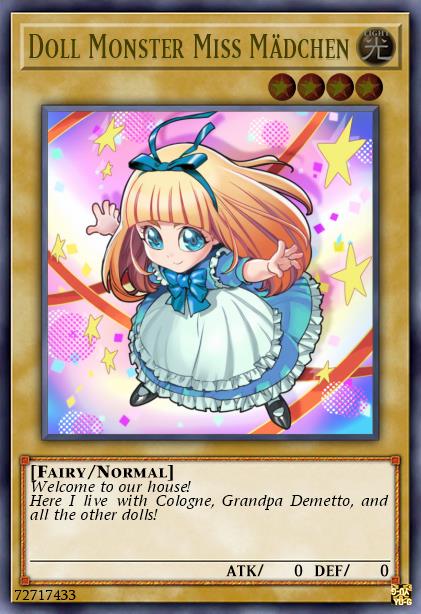 DOLL MONSTER MISS MÄDCHEN
LIGHT
光
[FAIRY/NORMAL]
Welcome to our house!
Here I live with Cologne, Grandpa Demetto, and
all the other dolls!
ATK/ 0 DEF/ 0
72717433